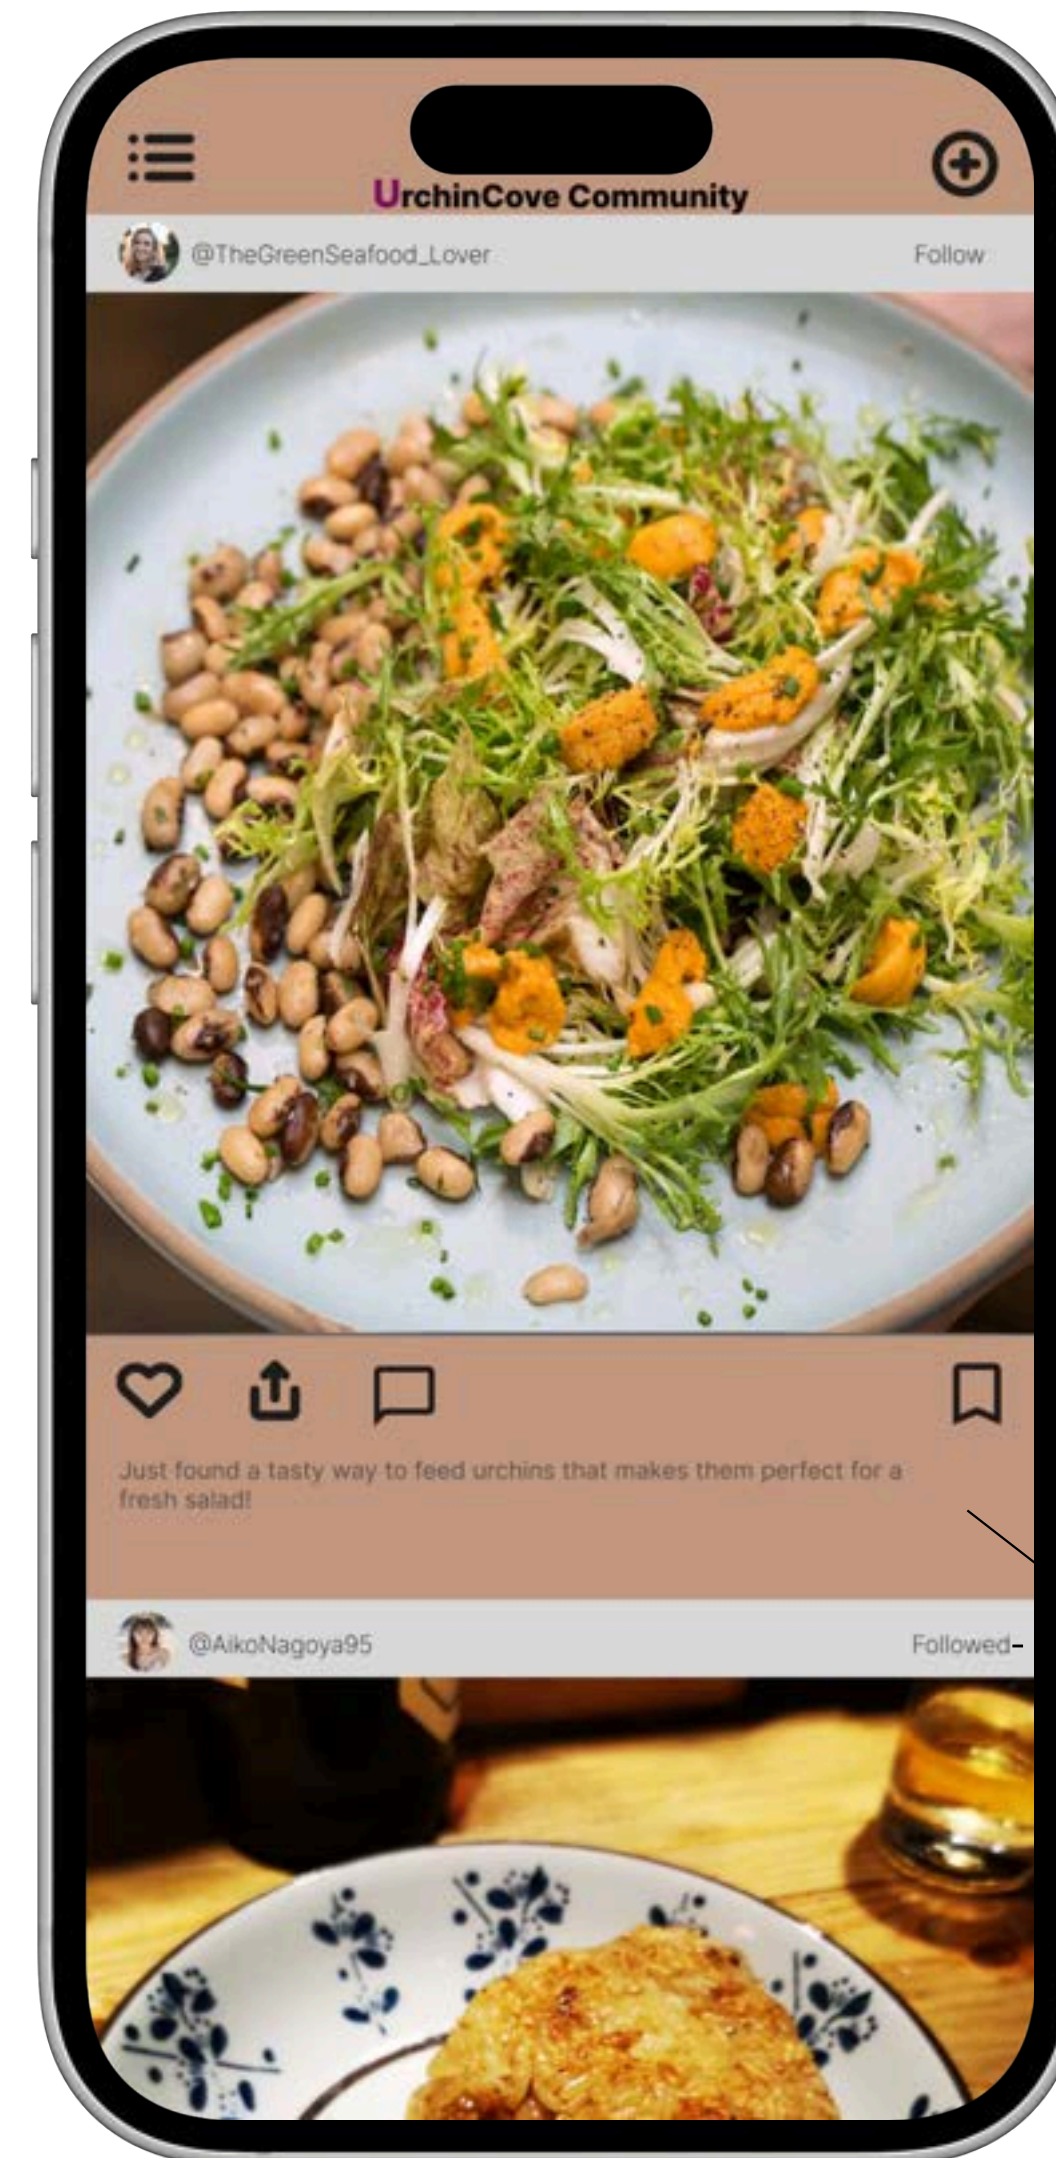 UrchinCove Community
@TheGreenSeafood_Lover Follow
Just found a tasty way to feed urchins that makes them perfect for a
fresh salad!
@AikoNagoya95 Followed